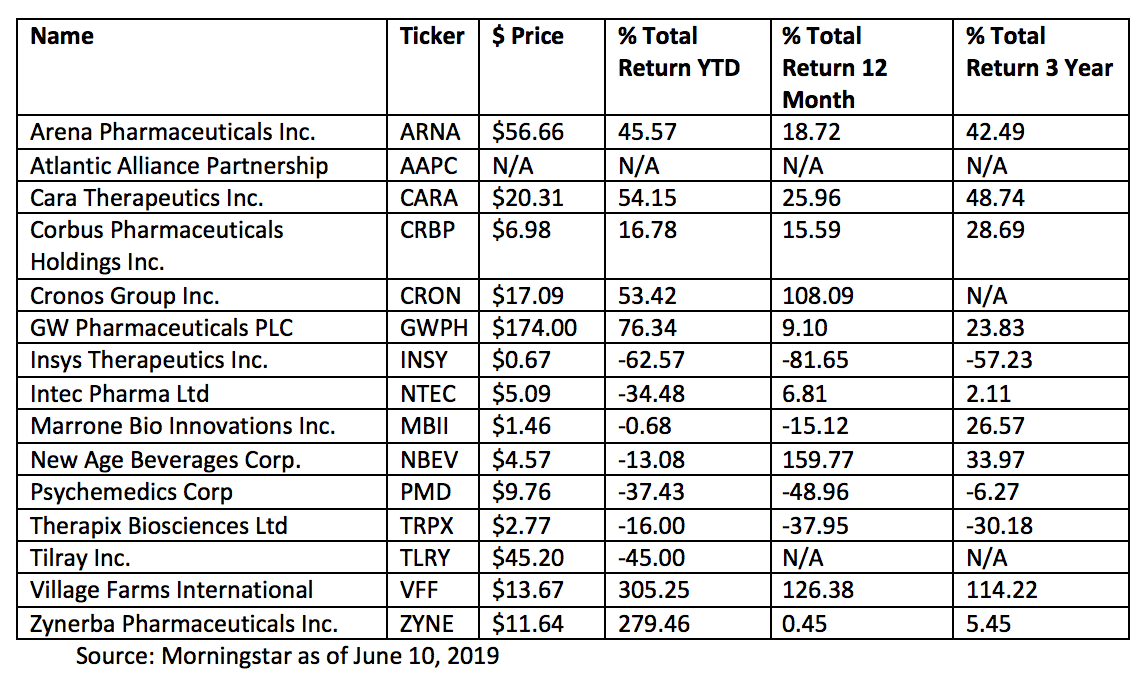 Name Ticker $ Price % Total % Total % Total
Return YTD Return 12 Return 3 Year
Month
Arena Pharmaceuticals Inc. ARNA $56.66 45.57 18.72 42.49
Atlantic Alliance Partnership AAPC N/A N/A N/A N/A
Cara Therapeutics Inc. CARA $20.31 54.15 25.96 48.74
Corbus Pharmaceuticals CRBP $6.98 16.78 15.59 28.69
Holdings Inc.
Cronos Group Inc. CRON $17.09 53.42 108.09 N/A
GW Pharmaceuticals PLC GWPH $174.00 76.34 9.10 23.83
Insys Therapeutics Inc. INSY $0.67 -62.57 -81.65 -57.23
Intec Pharma Ltd NTEC $5.09 -34.48 6.81 2.11
Marrone Bio Innovations Inc. MBII $1.46 -0.68 -15.12 26.57
New Age Beverages Corp. NBEV $4.57 -13.08 159.77 33.97
Psychemedics Corp PMD $9.76 -37.43 -48.96 -6.27
Therapix Biosciences Ltd TRPX $2.77 -16.00 -37.95 -30.18
Tilray Inc. TLRY $45.20 -45.00 N/A N/A
Village Farms International VFF $13.67 305.25 126.38 114.22
Zynerba Pharmaceuticals Inc. ZYNE $11.64 279.46 0.45 5.45
Source: Morningstar as of June 10, 2019